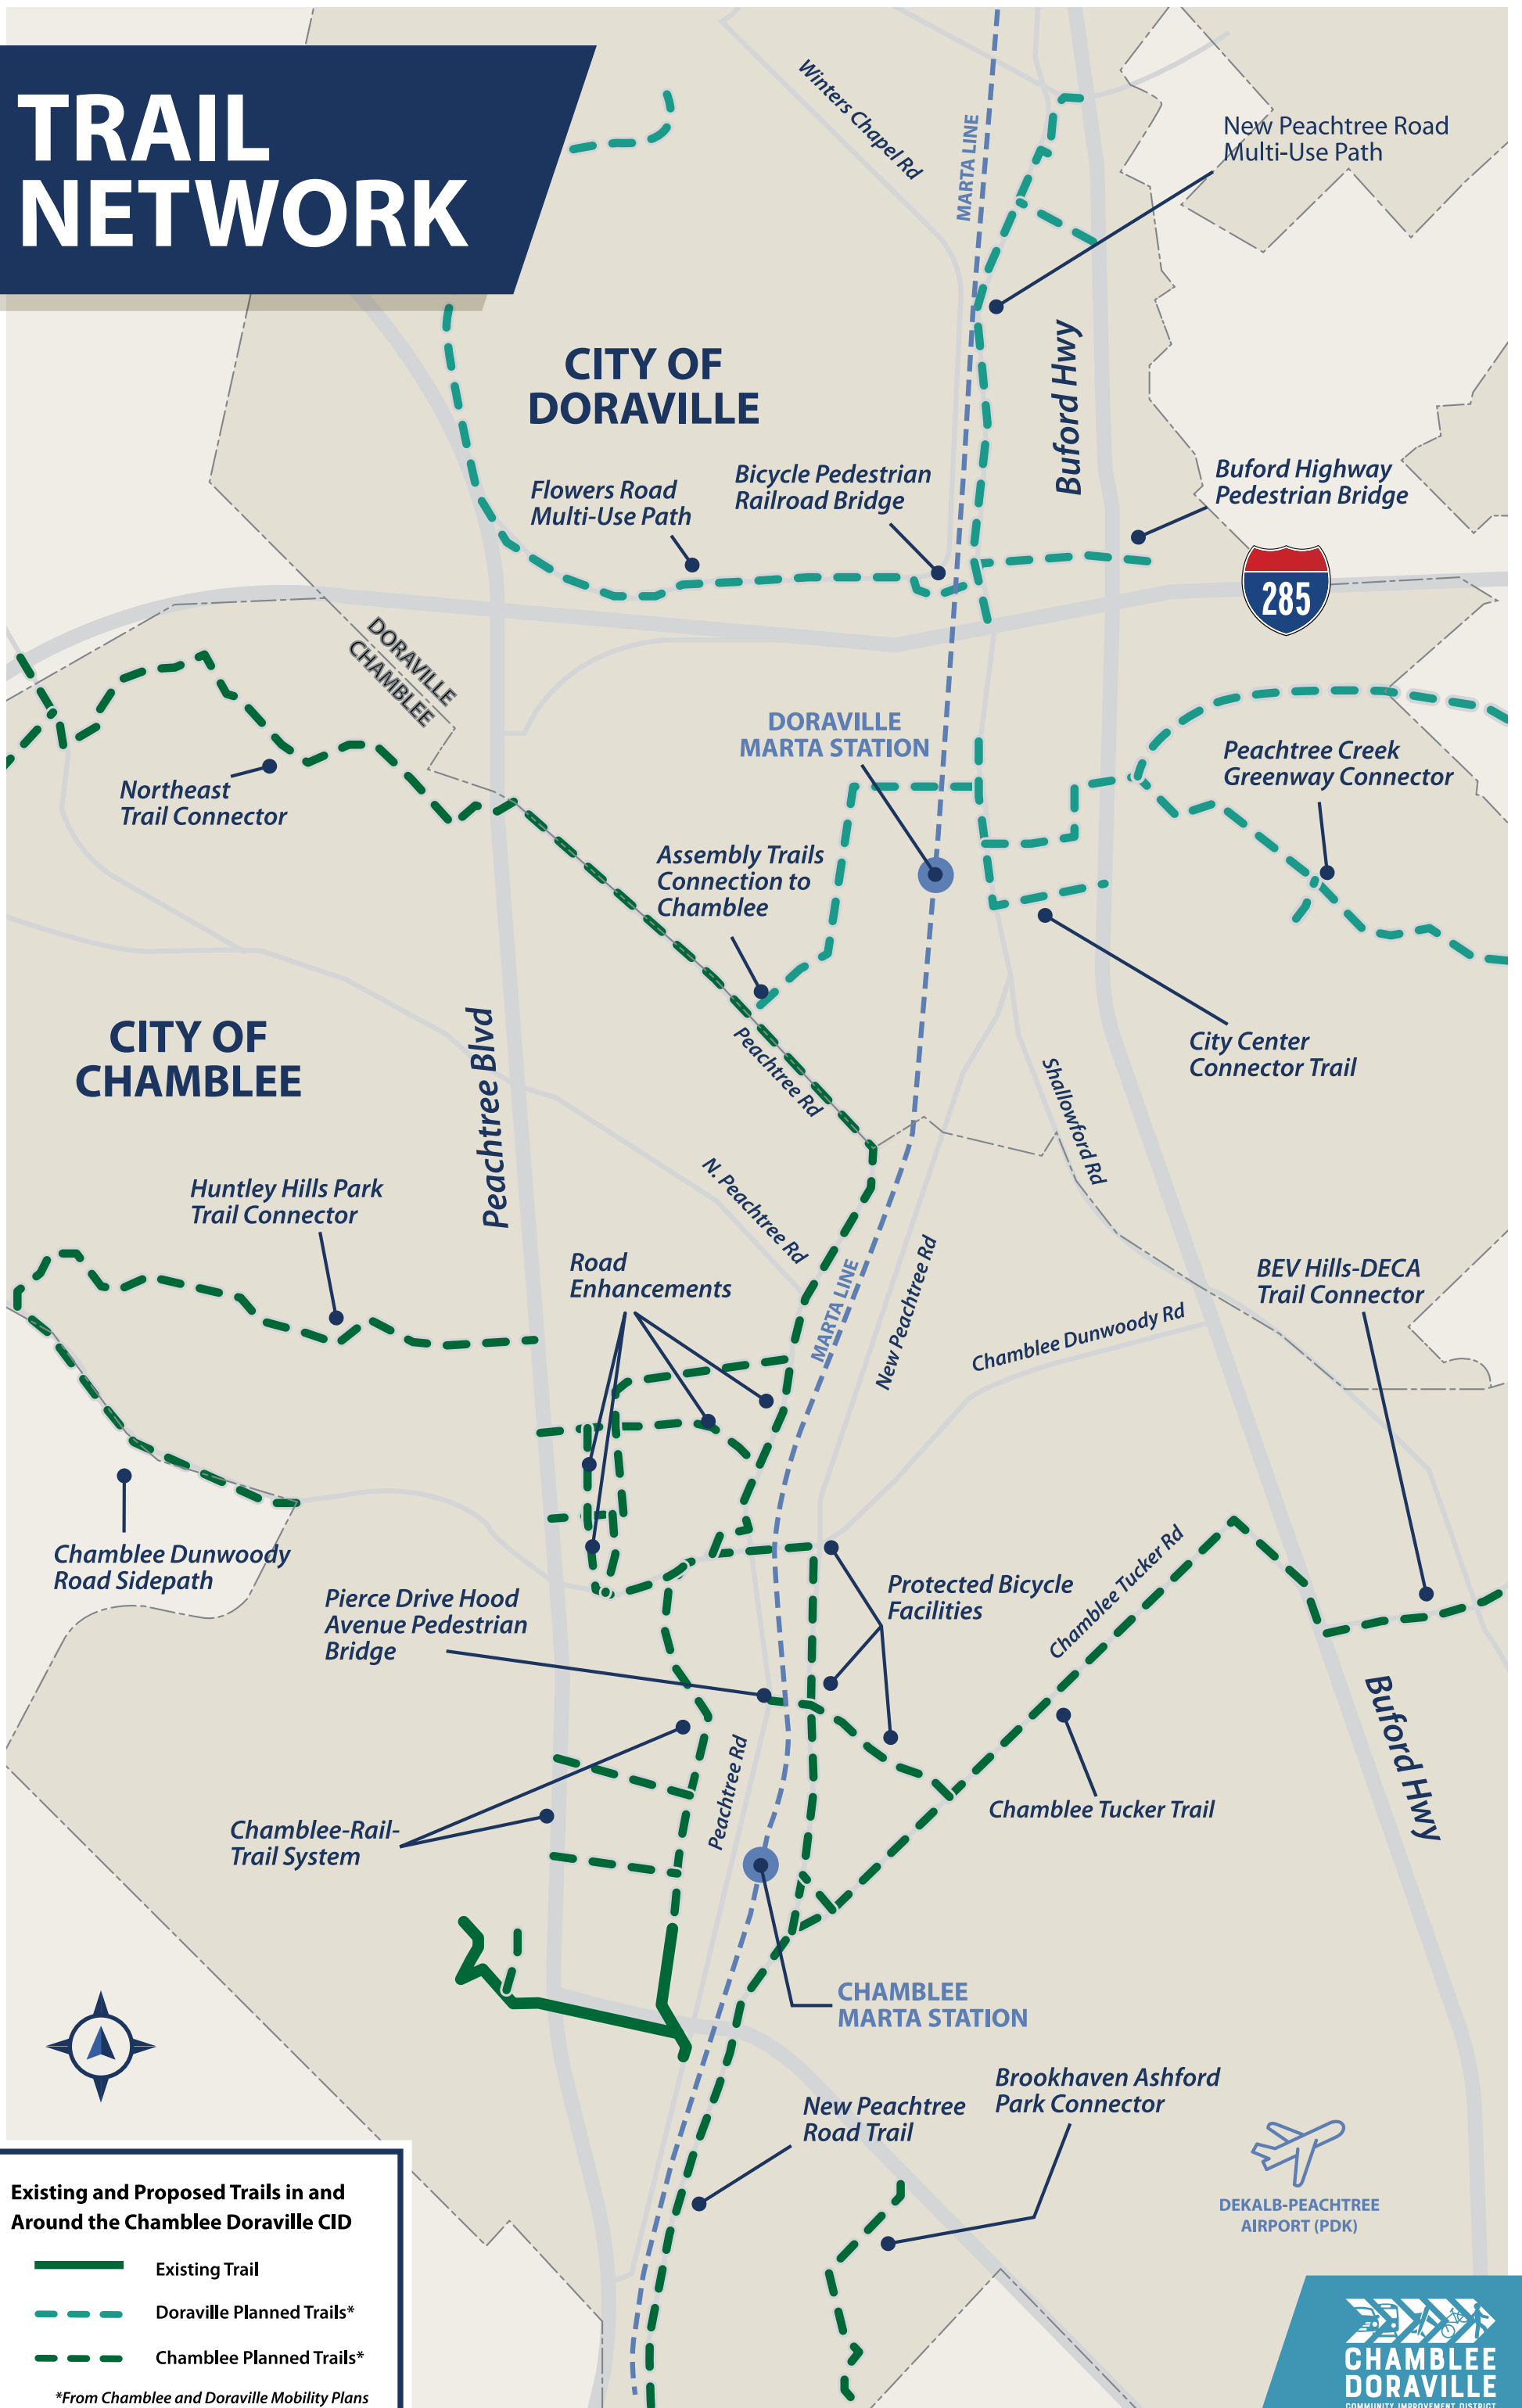 TRAIL
NETWORK
Winters Chapel Rd
MARTA LINE
New Peachtree Road
Multi-Use Path
CITY OF
DORAVILLE
Buford Hwy
Flowers Road
Multi-Use Path
Bicycle Pedestrian
Railroad Bridge
Buford Highway
Pedestrian Bridge
285
DORAVILLE
CHAMBLEE
DORAVILLE
MARTA STATION
Northeast
Trail Connector
Peachtree Creek
Greenway Connector
Assembly Trails
Connection to
Chamblee
CITY OF
CHAMBLEE
Peachtree Blvd
Peachtree Rd
City Center
Connector Trail
Shallowford Rd
Huntley Hills Park
Trail Connector
N. Peachtree Rd
Road
Enhancements
MARTA LINE
New Peachtree Rd
BEV Hills-DECA
Trail Connector
Chamblee Dunwoody Rd
Chamblee Dunwoody
Road Sidepath
Pierce Drive Hood
Avenue Pedestrian
Bridge
Protected Bicycle
Facilities
Chamblee Tucker Rd
Buford Hwy
Peachtree Rd
Chamblee Tucker Trail
Chamblee-Rail-
Trail System
CHAMBLEE
MARTA STATION
Brookhaven Ashford
Park Connector
New Peachtree
Road Trail
DEKALB-PEACHTREE
AIRPORT (PDK)
Existing and Proposed Trails in and
Around the Chamblee Doraville CID
Existing Trail
Doraville Planned Trails*
Chamblee Planned Trails*
*From Chamblee and Doraville Mobility Plans
CHAMBLEE
DORAVILLE
COMMUNITY IMPROVEMENT DISTRICT